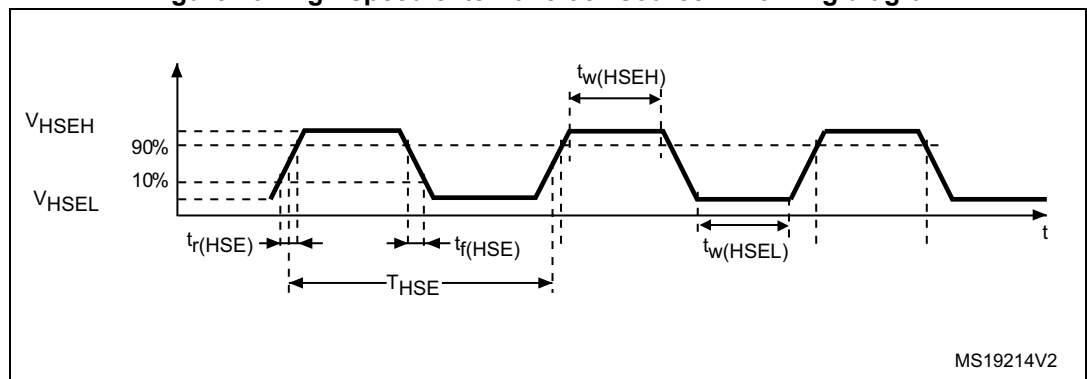 tw(HSEH)
VHSEH
90%
10%
VHSEL
tr(HSE)
tf(HSE)
tw(HSEL)
t
THSE
MS19214V2